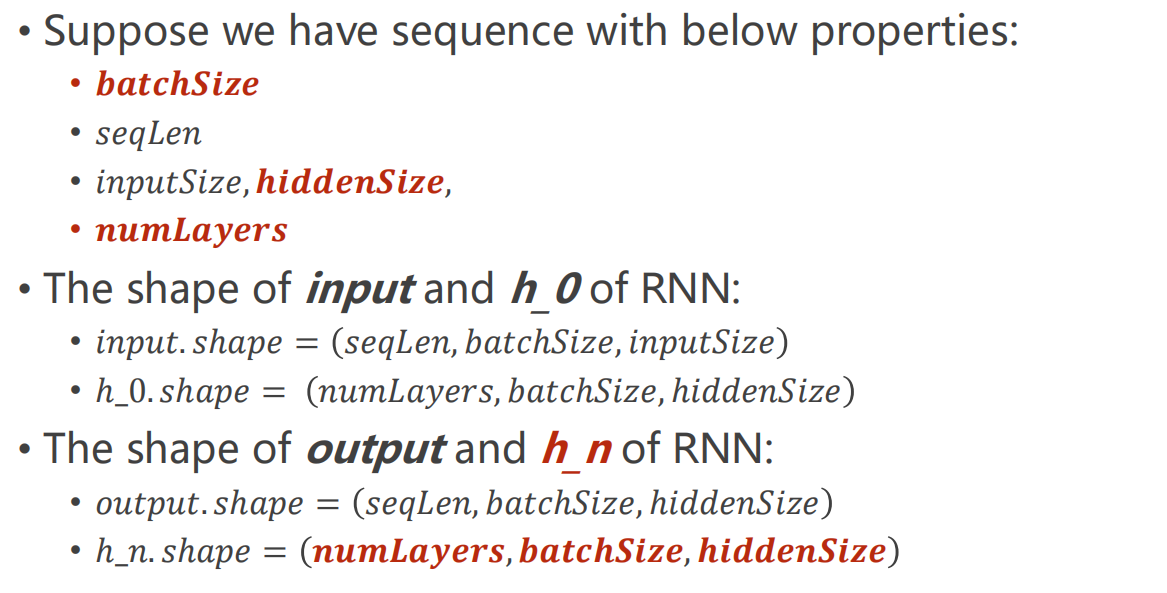 • Suppose we have sequence with below properties:
• batchSize
• seqLen
• inputSize, hiddenSize,
• numLayers
• The shape of input and h_0 of RNN:
• input.shape = (seqLen, batchSize, inputSize)
• h_0.shape = (numLayers, batchSize, hiddenSize)
• The shape of output and h_n of RNN:
• output.shape = (seqLen, batchSize, hiddenSize)
• h_n.shape = (numLayers, batchSize, hiddenSize)